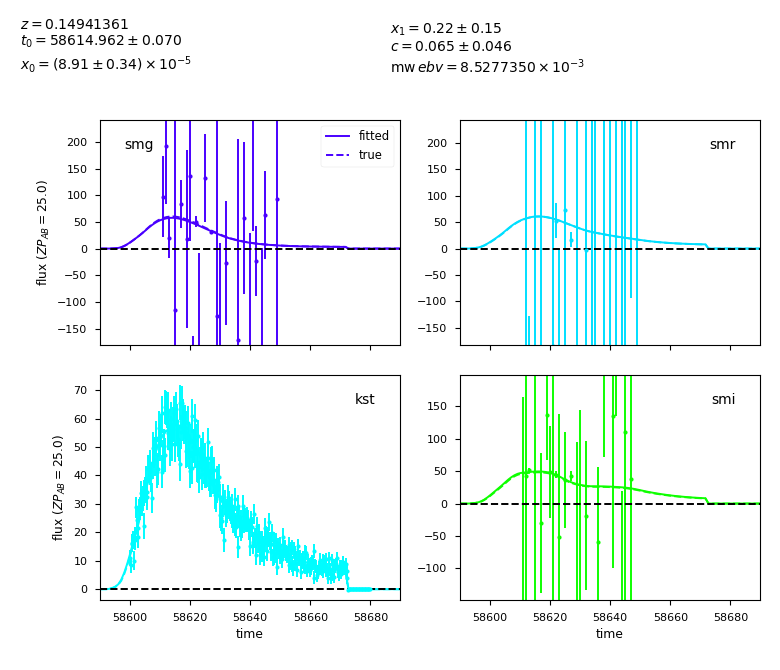 z = 0.14941361
t₀ = 58614.962 ± 0.070
x₀ = (8.91 ± 0.34) × 10⁻⁵
x₁ = 0.22 ± 0.15
c = 0.065 ± 0.046
mw ebv = 8.5277350 × 10⁻³
smg
fitted
true
200
150
100
50
0
−50
−100
−150
flux (ZP_AB = 25.0)
smr
200
150
100
50
0
−50
−100
−150
kst
70
60
50
40
30
20
10
0
flux (ZP_AB = 25.0)
58600 58620 58640 58660 58680
time
smi
150
100
50
0
−50
−100
58600 58620 58640 58660 58680
time